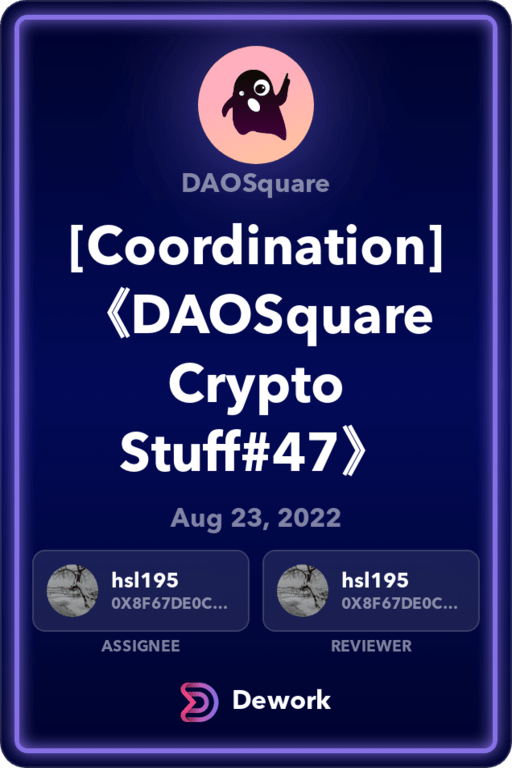 DAOSquare
[Coordination]
《DAOSquare
Crypto
Stuff#47》
Aug 23, 2022
hsl195
0X8F67DE0C...
ASSIGNEE
hsl195
0X8F67DE0C...
REVIEWER
Dework